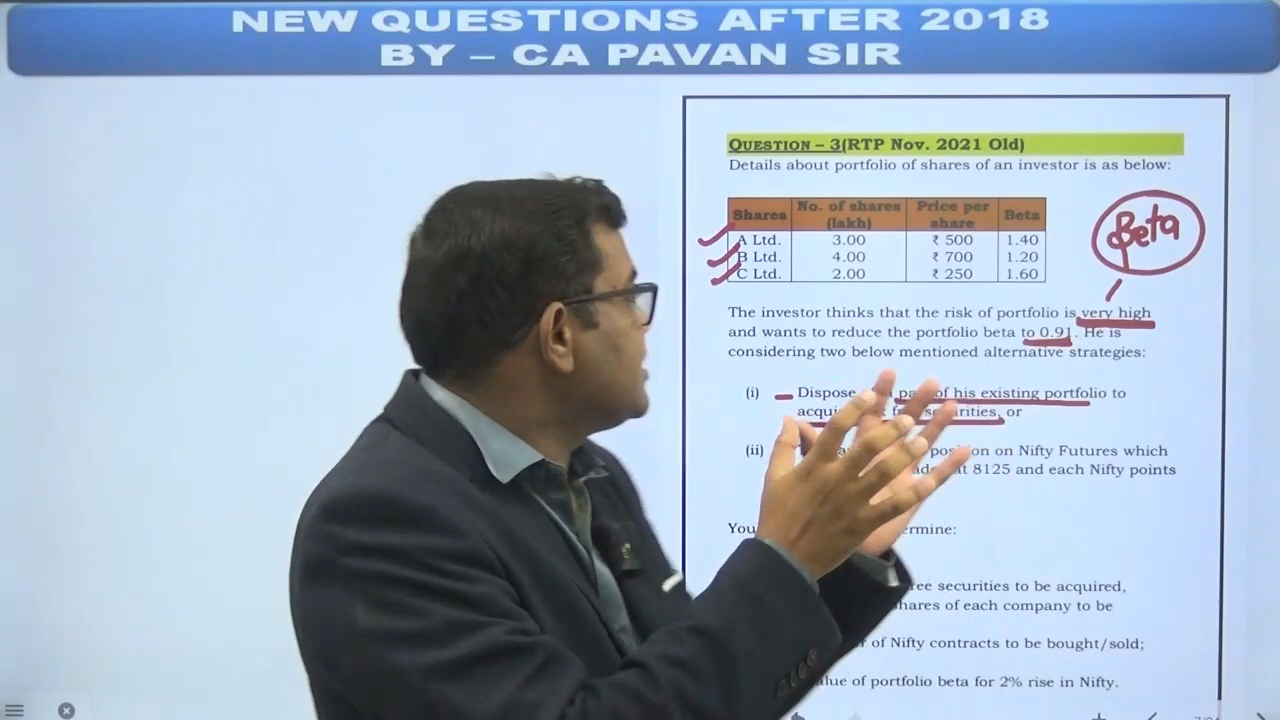 NEW QUESTIONS AFTER 2018
BY – CA PAVAN SIR
QUESTION – 3(RTP Nov. 2021 Old)
Details about portfolio of shares of an investor is as below:
Shares No. of shares (lakh) Price per share Beta
A Ltd. 3.00 ₹ 500 1.40
B Ltd. 4.00 ₹ 700 1.20
C Ltd. 2.00 ₹ 250 1.60
Beta
The investor thinks that the risk of portfolio is very high
and wants to reduce the portfolio beta to 0.91. He is
considering two below mentioned alternative strategies:
(i) Dispose of his existing portfolio to
securities, or
(ii) position on Nifty Futures which
at 8125 and each Nifty points
securities to be acquired,
shares of each company to be
of Nifty contracts to be bought/sold;
of portfolio beta for 2% rise in Nifty.